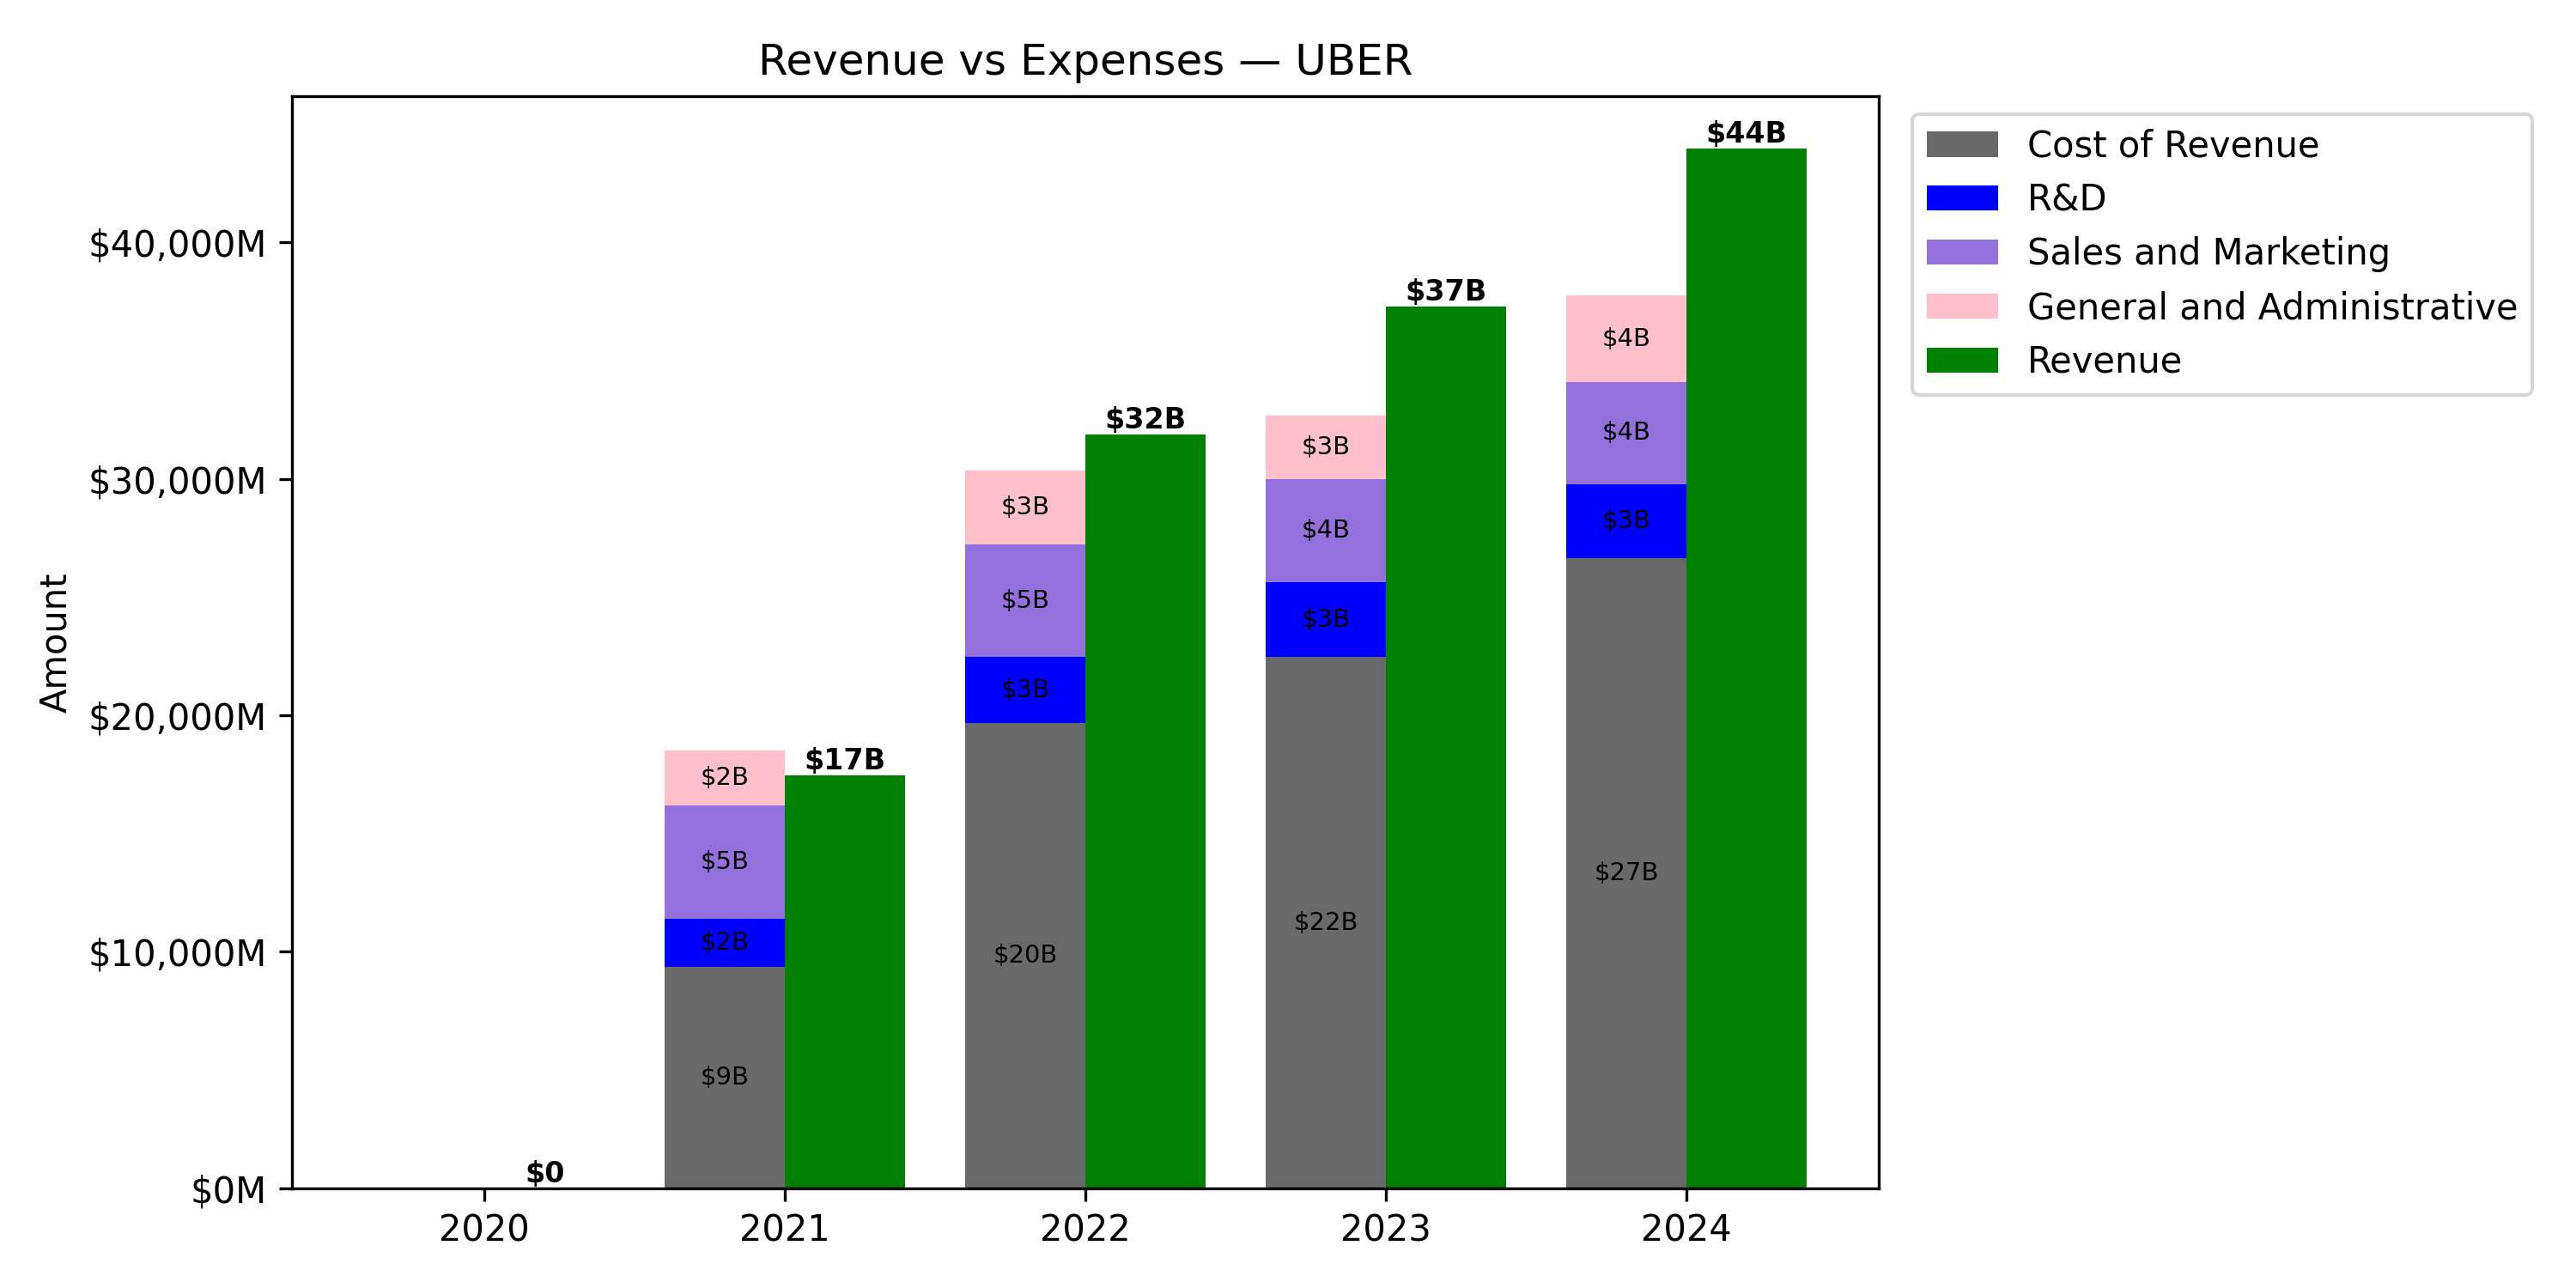 Revenue vs Expenses — UBER
Amount
$40,000M
$30,000M
$20,000M
$10,000M
$0M
$0
$2B
$5B
$2B
$9B
$17B
$3B
$5B
$3B
$20B
$32B
$3B
$4B
$3B
$22B
$37B
$4B
$4B
$3B
$27B
$44B
2020 2021 2022 2023 2024
Cost of Revenue
R&D
Sales and Marketing
General and Administrative
Revenue